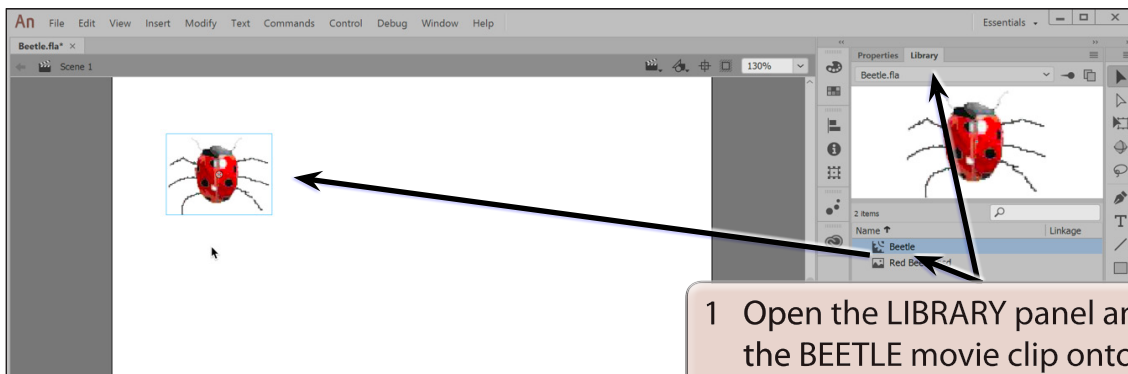 An File Edit View Insert Modify Text Commands Control Debug Window Help Essentials
Beetle.fla* ×
Scene 1 130%
Properties Library
Beetle.fla
2 items
Name ↑ Linkage
Beetle
Red
1 Open the LIBRARY panel
the BEETLE movie clip onto